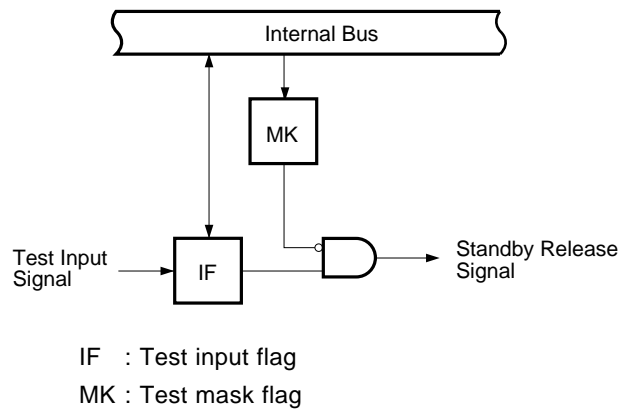 Internal Bus
MK
Test Input
Signal
IF
Standby Release
Signal
IF : Test input flag
MK : Test mask flag